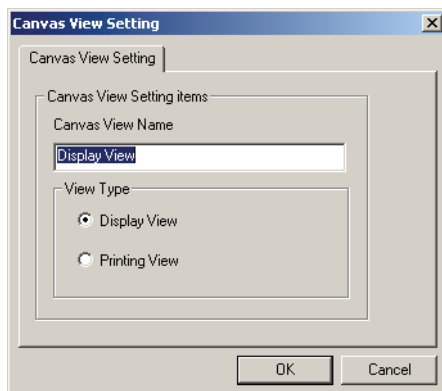 Canvas View Setting
Canvas View Setting
Canvas View Setting items
Canvas View Name
Display View
View Type
Display View
Printing View
OK Cancel